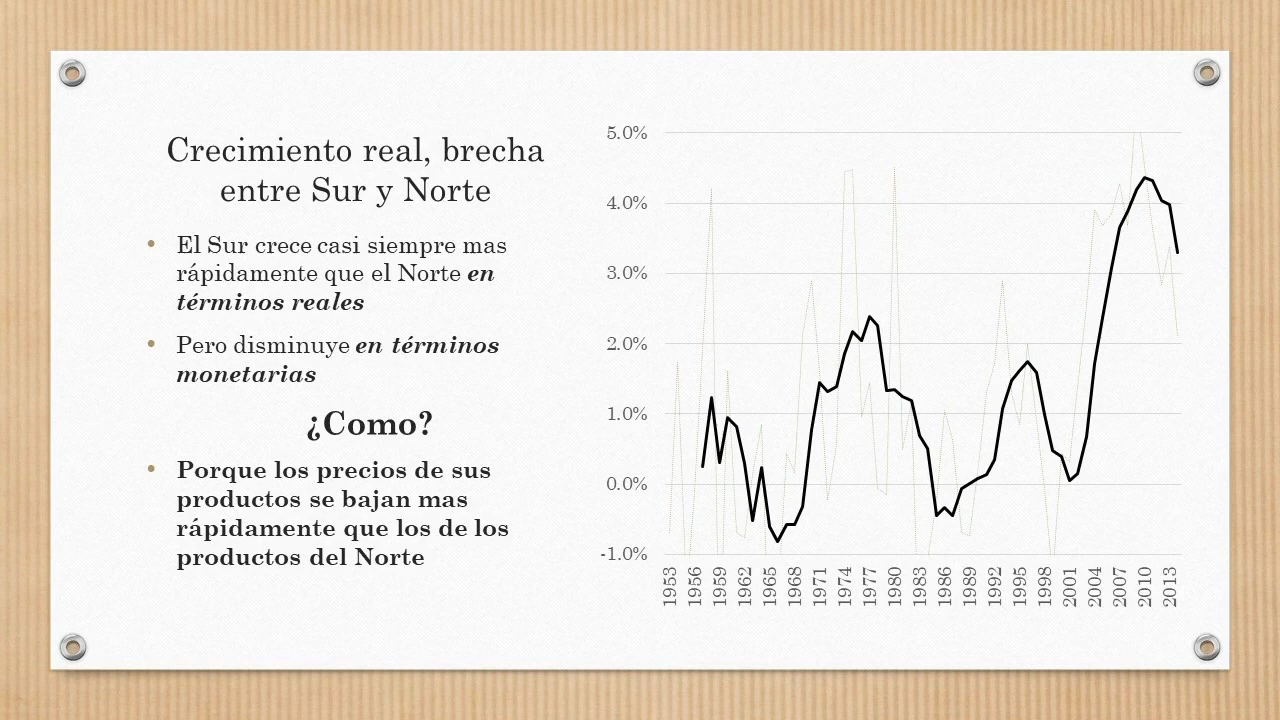 Crecimiento real, brecha
entre Sur y Norte
• El Sur crece casi siempre mas
rápidamente que el Norte en
términos reales
• Pero disminuye en términos
monetarias
¿Como?
• Porque los precios de sus
productos se bajan mas
rápidamente que los de los
productos del Norte
5.0%
4.0%
3.0%
2.0%
1.0%
0.0%
-1.0%
1953
1956
1959
1962
1965
1968
1971
1974
1977
1980
1983
1986
1989
1992
1995
1998
2001
2004
2007
2010
2013